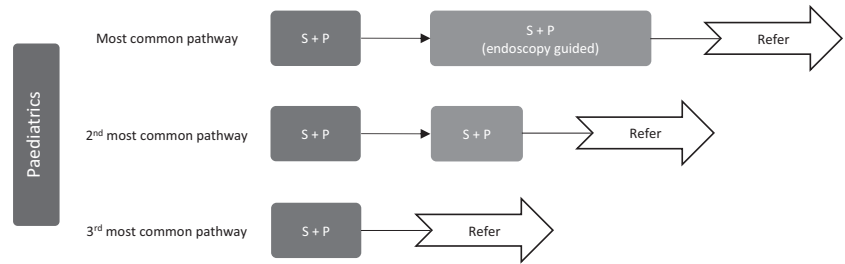 Paediatrics
Most common pathway
S + P
S + P
(endoscopy guided)
Refer
2nd most common pathway
S + P
S + P
Refer
3rd most common pathway
S + P
Refer